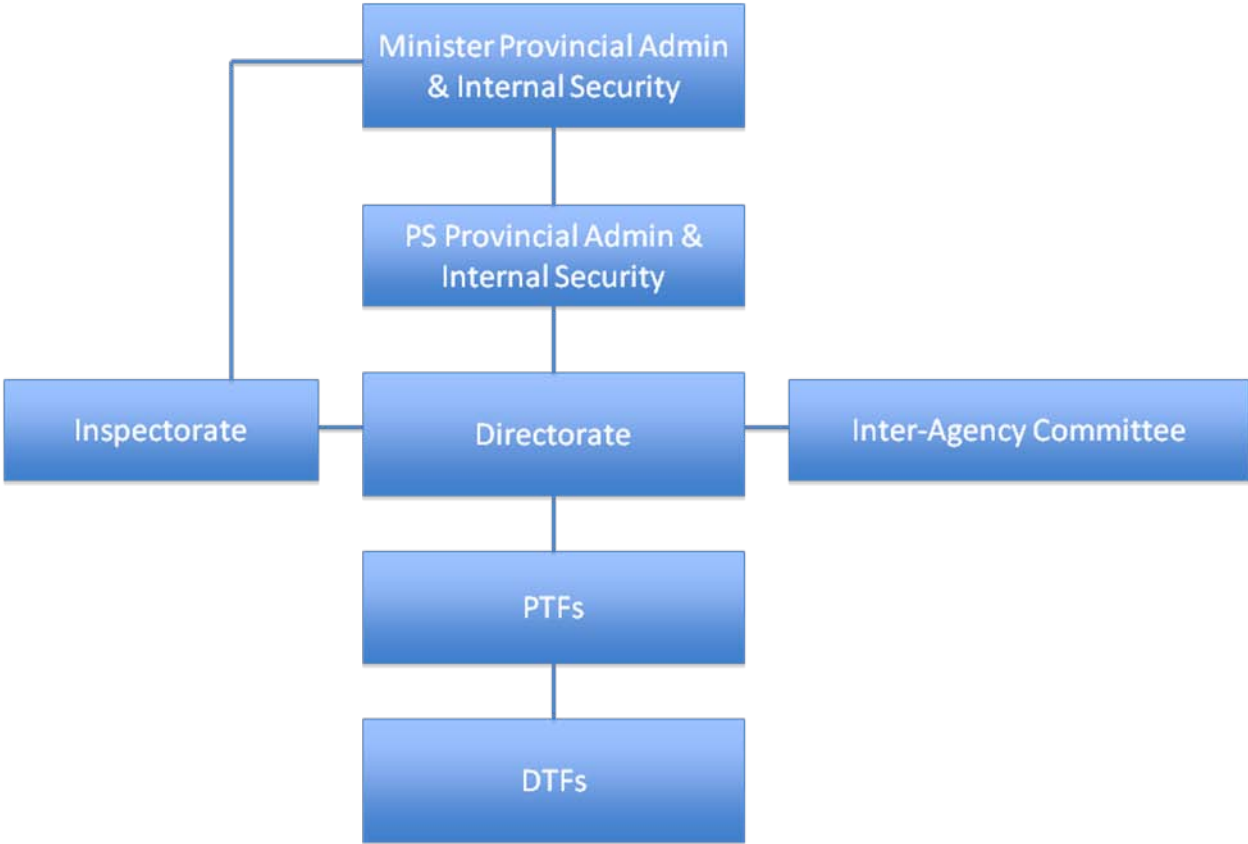 Minister Provincial Admin
& Internal Security
PS Provincial Admin &
Internal Security
Inspectorate
Directorate
Inter-Agency Committee
PTFs
DTFs